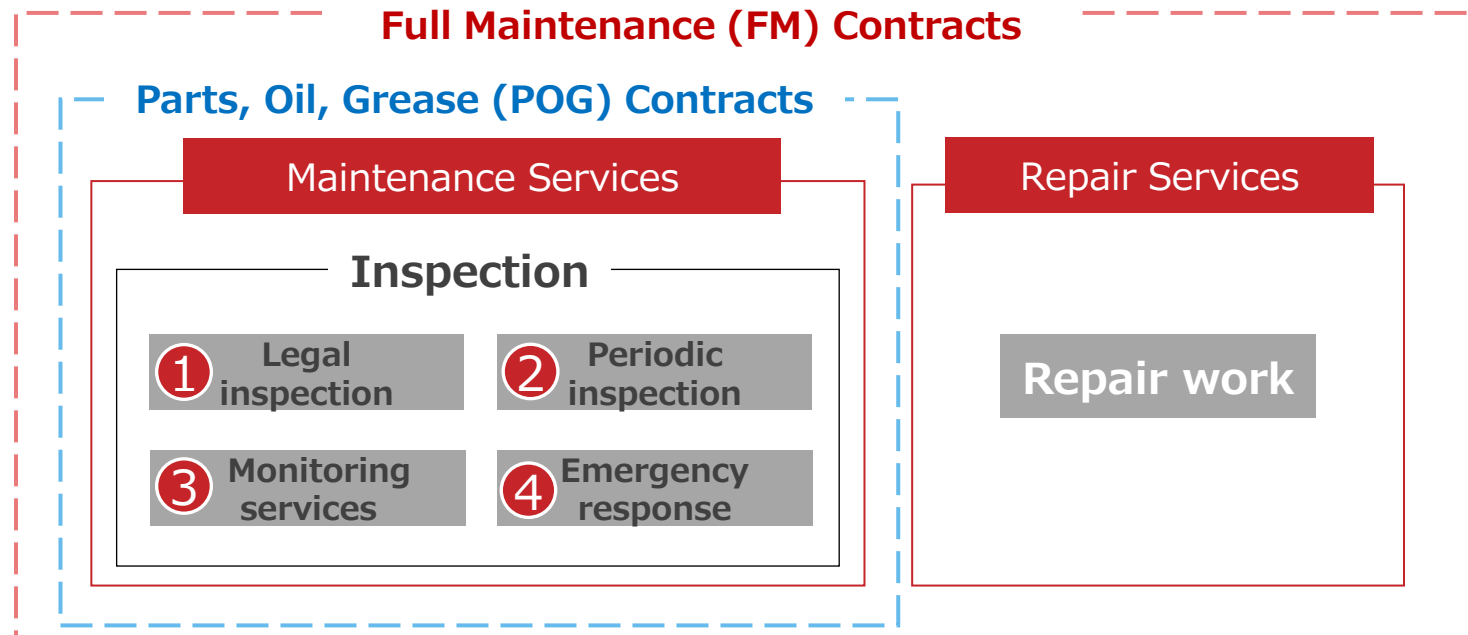 Full Maintenance (FM) Contracts
Parts, Oil, Grease (POG) Contracts
Maintenance Services
Repair Services
Inspection
1 Legal
inspection
2 Periodic
inspection
3 Monitoring
services
4 Emergency
response
Repair work